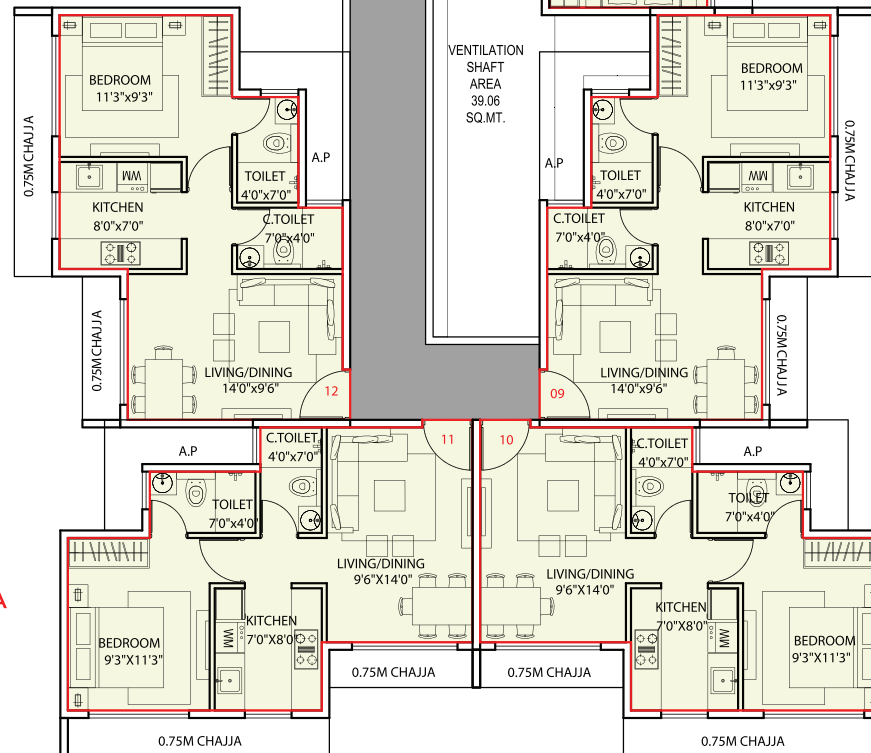 VENTILATION
SHAFT
AREA
39.06
SQ.MT.
BEDROOM
11'3"x9'3"
BEDROOM
11'3"x9'3"
0.75M CHAJJA
0.75M CHAJJA
A.P
A.P
WM
WM
TOILET
4'0"x7'0"
TOILET
4'0"x7'0"
KITCHEN
8'0"x7'0"
KITCHEN
8'0"x7'0"
C.TOILET
7'0"x4'0"
C.TOILET
7'0"x4'0"
0.75M CHAJJA
0.75M CHAJJA
LIVING/DINING
14'0"x9'6"
LIVING/DINING
14'0"x9'6"
12
09
11
10
A.P
A.P
C.TOILET
4'0"x7'0"
C.TOILET
4'0"x7'0"
TOILET
7'0"x4'0"
TOILET
7'0"x4'0"
LIVING/DINING
9'6"X14'0"
LIVING/DINING
9'6"X14'0"
A
KITCHEN
7'0"X8'0"
KITCHEN
7'0"X8'0"
WM
WM
BEDROOM
9'3"X11'3"
BEDROOM
9'3"X11'3"
0.75M CHAJJA
0.75M CHAJJA
0.75M CHAJJA
0.75M CHAJJA